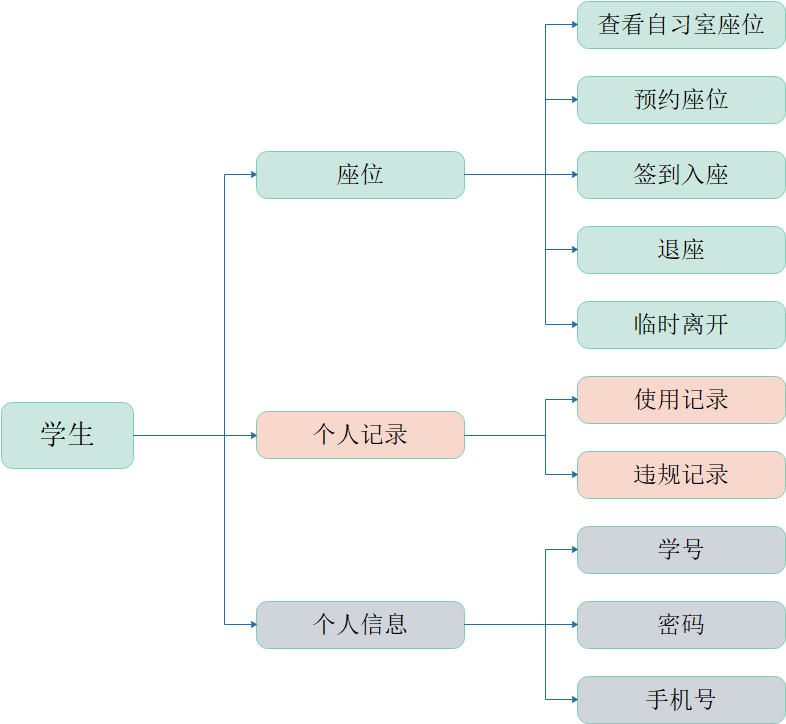 学生
座位
查看自习室座位
预约座位
签到入座
退座
临时离开
个人记录
使用记录
违规记录
个人信息
学号
密码
手机号